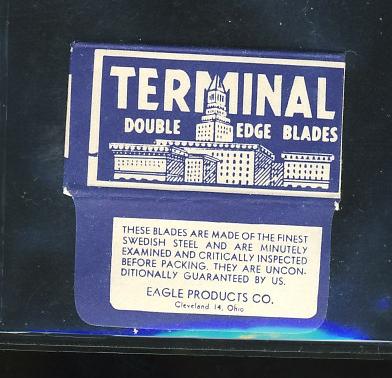 TERMINAL
DOUBLE EDGE BLADES
THESE BLADES ARE MADE OF THE FINEST
SWEDISH STEEL AND ARE MINUTELY
EXAMINED AND CRITICALLY INSPECTED
BEFORE PACKING. THEY ARE UNCON-
DITIONALLY GUARANTEED BY US.
EAGLE PRODUCTS CO.
Cleveland 14, Ohio